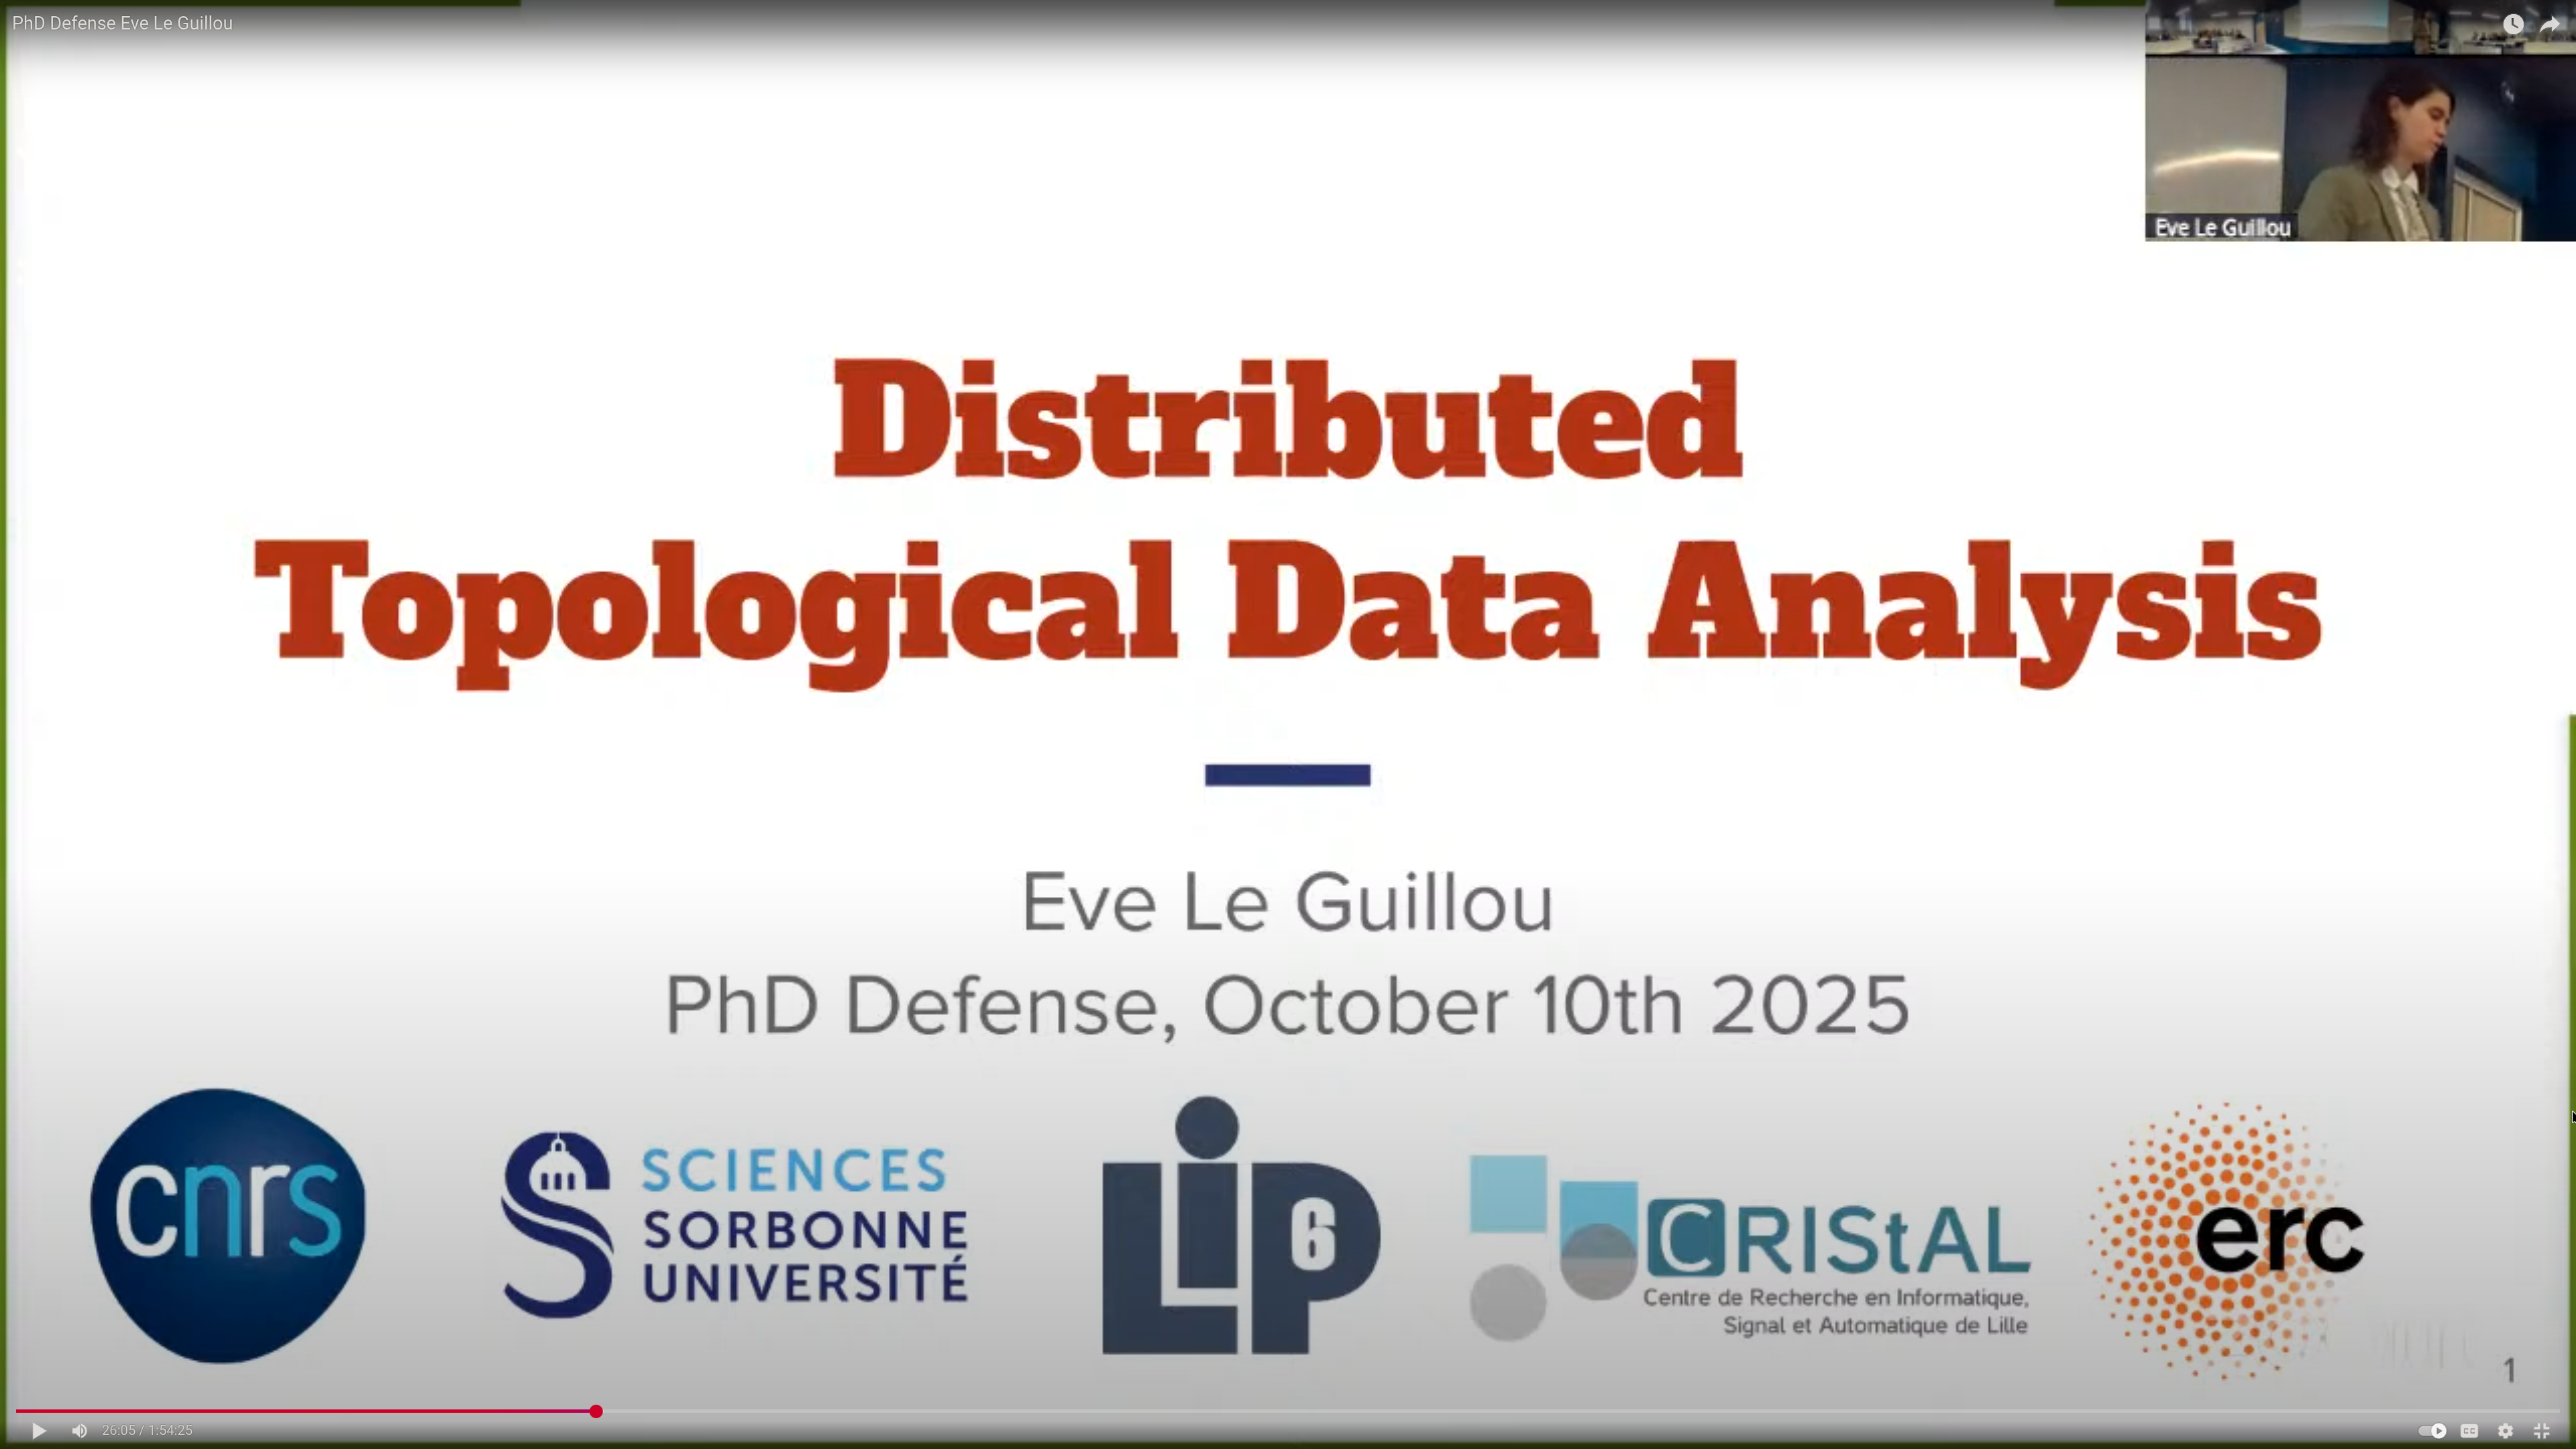 PhD Defense Eve Le Guillou
Eve Le Guillou
Distributed
Topological Data Analysis
Eve Le Guillou
PhD Defense, October 10th 2025
cnrs
SCIENCES
SORBONNE
UNIVERSITÉ
LiP6
CRIStAL
Centre de Recherche en Informatique,
Signal et Automatique de Lille
erc
1
26:05 / 1:54:25
CC